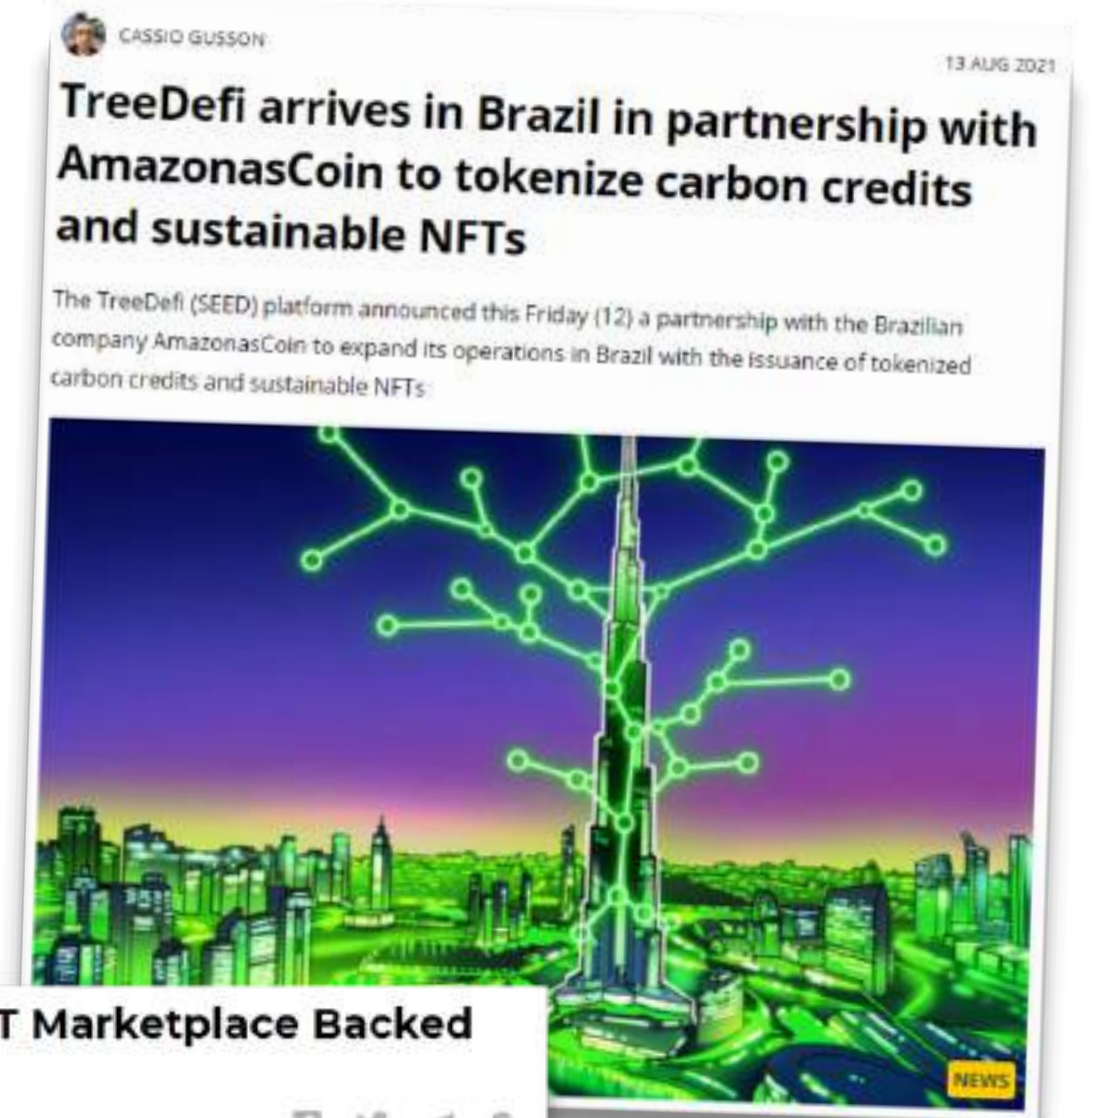 CASSIO GUSSON
13 AUG 2021
TreeDefi arrives in Brazil in partnership with
AmazonasCoin to tokenize carbon credits
and sustainable NFTs
The TreeDefi (SEED) platform announced this Friday (12) a partnership with the Brazilian
company AmazonasCoin to expand its operations in Brazil with the issuance of tokenized
carbon credits and sustainable NFTs
T Marketplace Backed
NEWS